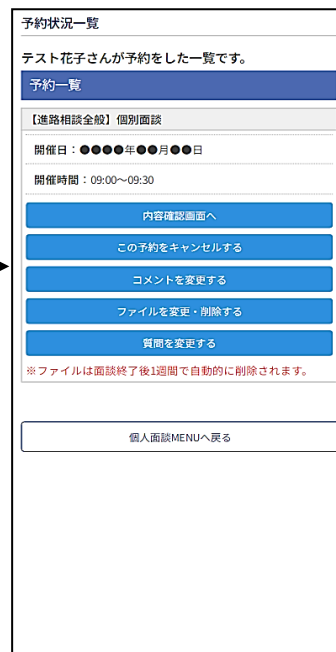 予約状況一覧
テスト花子さんが予約をした一覧です。
予約一覧
【進路相談全般】個別面談
開催日：●●●●年●●月●●日
開催時間：09:00～09:30
内容確認画面へ
この予約をキャンセルする
コメントを変更する
ファイルを変更・削除する
質問を変更する
※ファイルは面談終了後1週間で自動的に削除されます。
個人面談MENUへ戻る